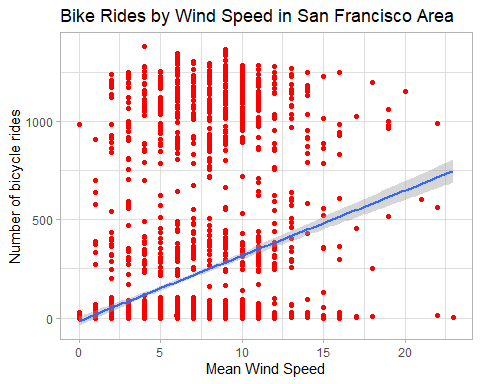 Bike Rides by Wind Speed in San Francisco Area
Number of bicycle rides
1000
500
0
0 5 10 15 20
Mean Wind Speed